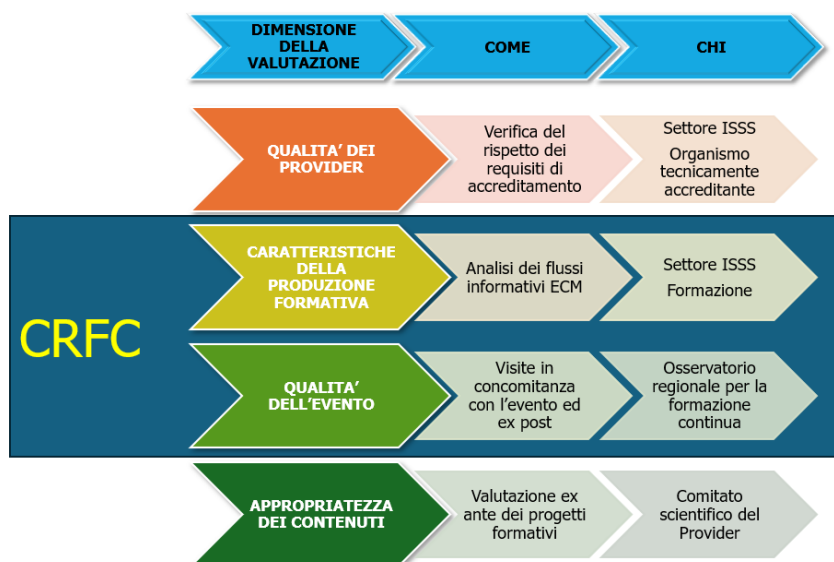 DIMENSIONE
DELLA
VALUTAZIONE
COME
CHI
QUALITA’ DEI
PROVIDER
Verifica del
rispetto dei
requisiti di
accreditamento
Settore ISSS
Organismo
tecnicamente
accreditante
CRFC
CARATTERISTICHE
DELLA
PRODUZIONE
FORMATIVA
Analisi dei flussi
informativi ECM
Settore ISSS
Formazione
QUALITA’
DELL’EVENTO
Visite in
concomitanza
con l’evento ed
ex post
Osservatorio
regionale per la
formazione
continua
APPROPRIATEZZA
DEI CONTENUTI
Valutazione ex
ante dei progetti
formativi
Comitato
scientifico del
Provider